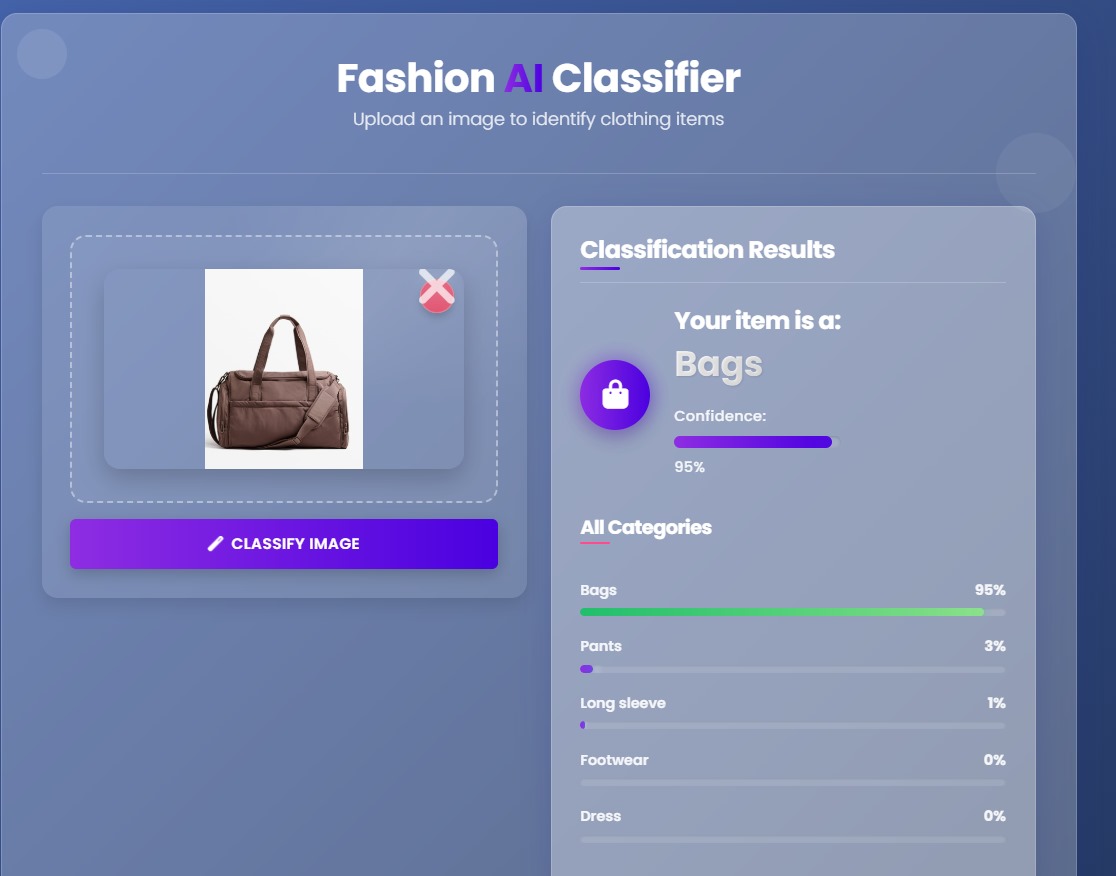 Fashion AI Classifier
Upload an image to identify clothing items
CLASSIFY IMAGE
Classification Results
Your item is a:
Bags
Confidence:
95%
All Categories
Bags 95%
Pants 3%
Long sleeve 1%
Footwear 0%
Dress 0%